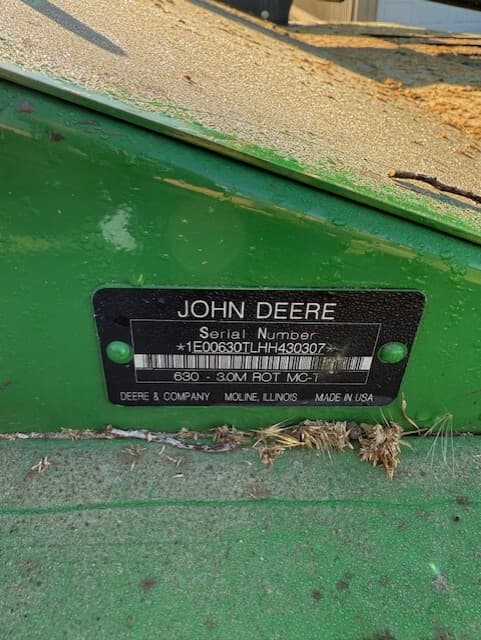 JOHN DEERE
Serial Number
*1E00630TLHH430307*
630 - 3.0M ROT MC-T
DEERE & COMPANY MOLINE, ILLINOIS MADE IN USA